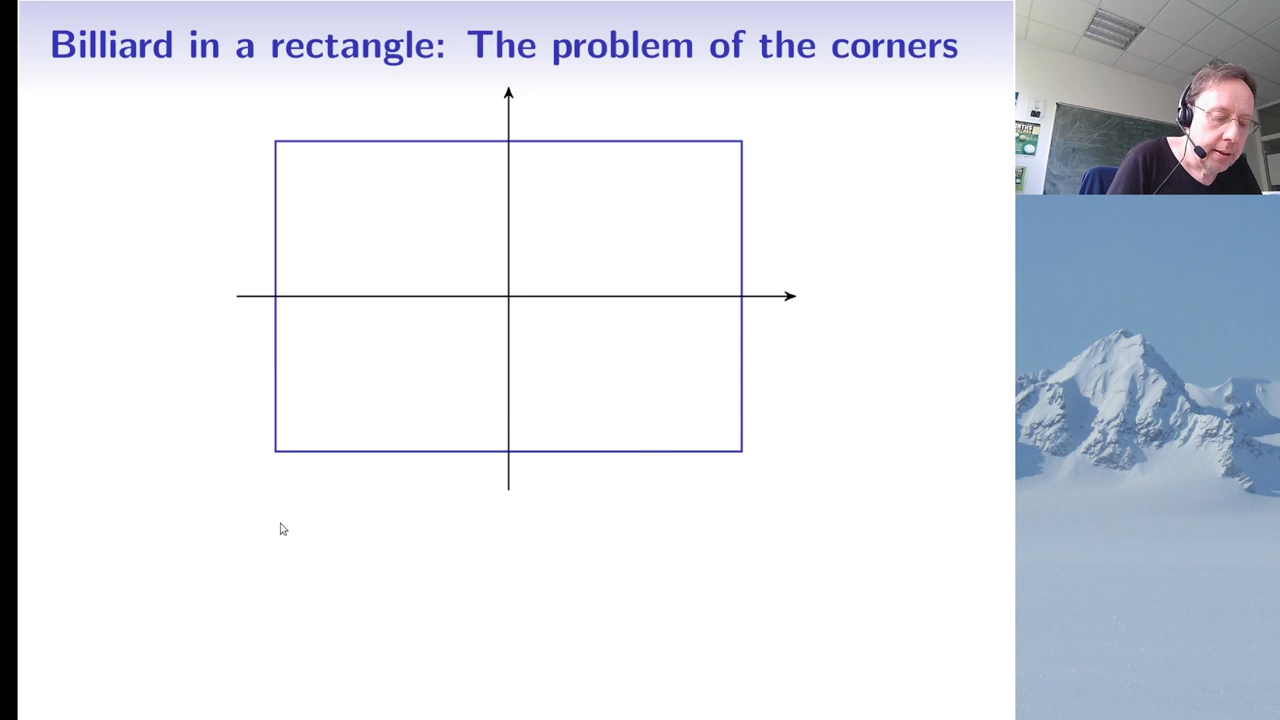 Billiard in a rectangle: The problem of the corners